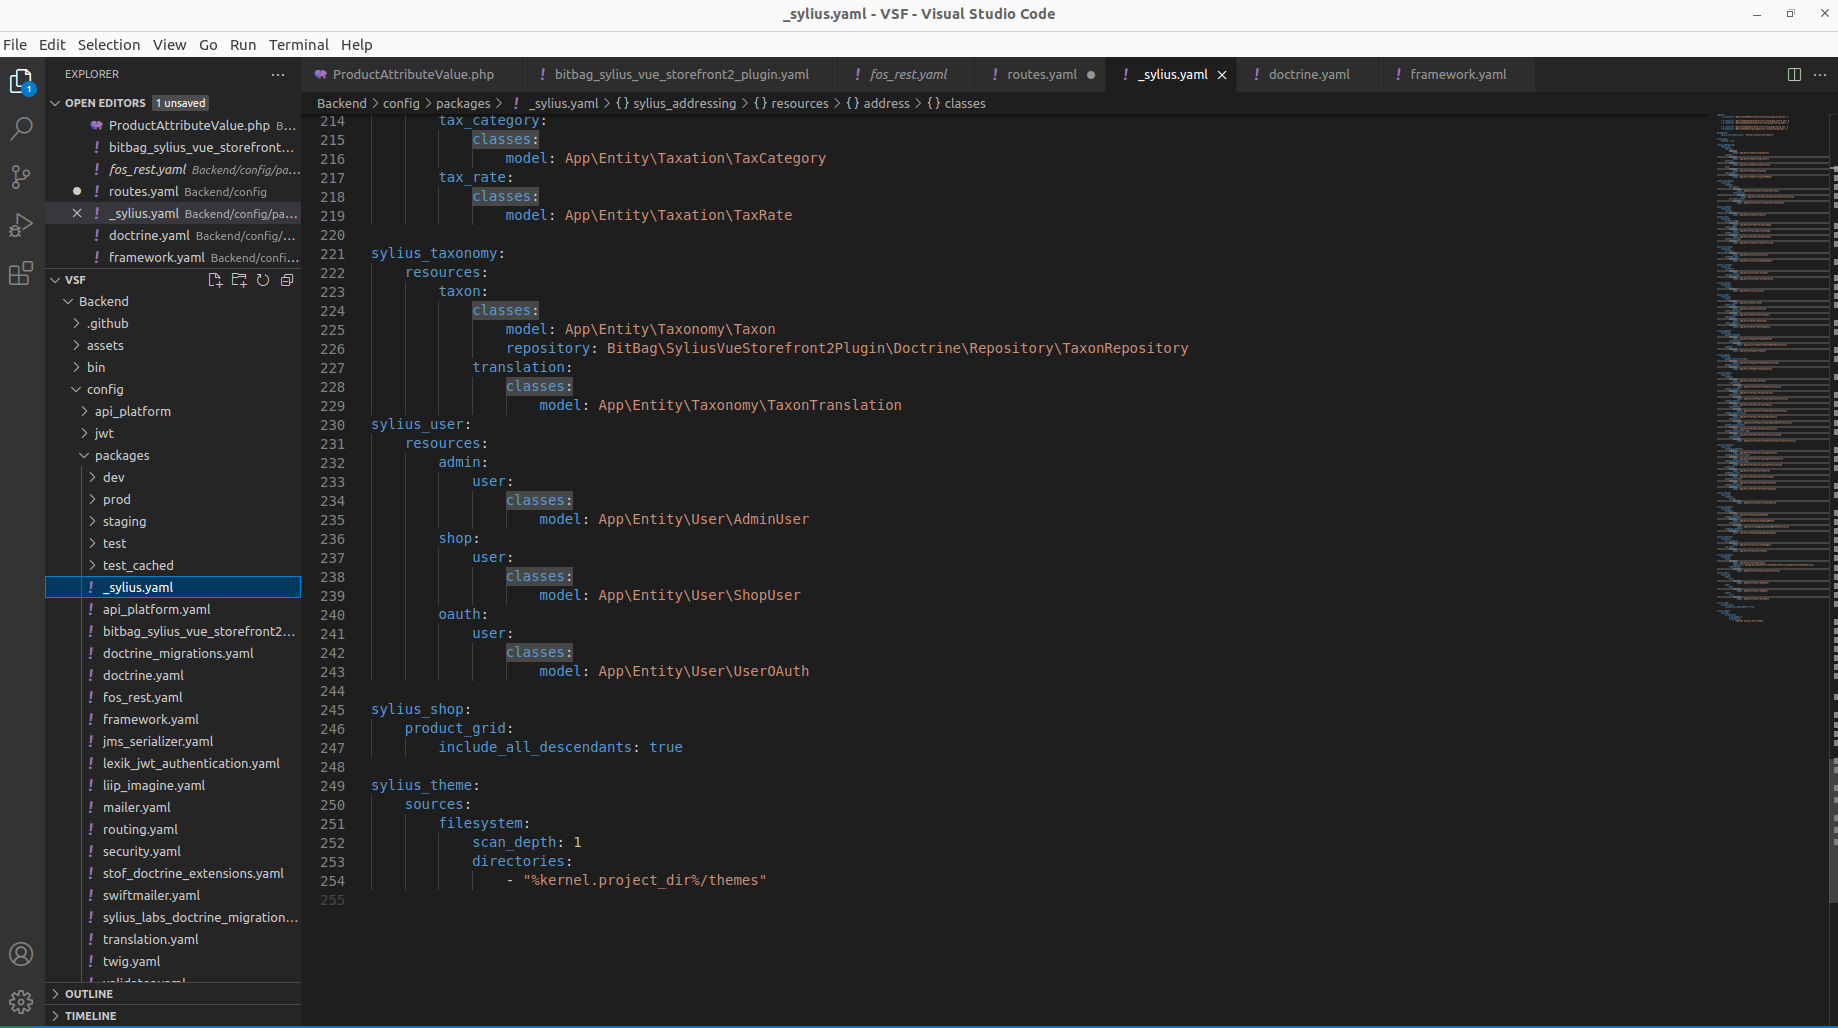 _sylius.yaml - VSF - Visual Studio Code
File Edit Selection View Go Run Terminal Help
EXPLORER
OPEN EDITORS 1 unsaved
ProductAttributeValue.php B...
bitbag_sylius_vue_storefront...
fos_rest.yaml Backend/config/pa...
routes.yaml Backend/config
_sylius.yaml Backend/config/pa...
doctrine.yaml Backend/config/...
framework.yaml Backend/confi...
VSF
Backend
.github
assets
bin
config
api_platform
jwt
packages
dev
prod
staging
test
test_cached
_sylius.yaml
api_platform.yaml
bitbag_sylius_vue_storefront2...
doctrine_migrations.yaml
doctrine.yaml
fos_rest.yaml
framework.yaml
jms_serializer.yaml
lexik_jwt_authentication.yaml
liip_imagine.yaml
mailer.yaml
routing.yaml
security.yaml
stof_doctrine_extensions.yaml
swiftmailer.yaml
sylius_labs_doctrine_migration...
translation.yaml
twig.yaml
OUTLINE
TIMELINE
1
ProductAttributeValue.php bitbag_sylius_vue_storefront2_plugin.yaml fos_rest.yaml routes.yaml _sylius.yaml doctrine.yaml framework.yaml
Backend > config > packages > ! _sylius.yaml > {} sylius_addressing > {} resources > {} address > {} classes
214 tax_category:
215 classes:
216 model: App\Entity\Taxation\TaxCategory
217 tax_rate:
218 classes:
219 model: App\Entity\Taxation\TaxRate
220
221 sylius_taxonomy:
222 resources:
223 taxon:
224 classes:
225 model: App\Entity\Taxonomy\Taxon
226 repository: BitBag\SyliusVueStorefront2Plugin\Doctrine\Repository\TaxonRepository
227 translation:
228 classes:
229 model: App\Entity\Taxonomy\TaxonTranslation
230 sylius_user:
231 resources:
232 admin:
233 user:
234 classes:
235 model: App\Entity\User\AdminUser
236 shop:
237 user:
238 classes:
239 model: App\Entity\User\ShopUser
240 oauth:
241 user:
242 classes:
243 model: App\Entity\User\UserOAuth
244
245 sylius_shop:
246 product_grid:
247 include_all_descendants: true
248
249 sylius_theme:
250 sources:
251 filesystem:
252 scan_depth: 1
253 directories:
254 - "%kernel.project_dir%/themes"
255